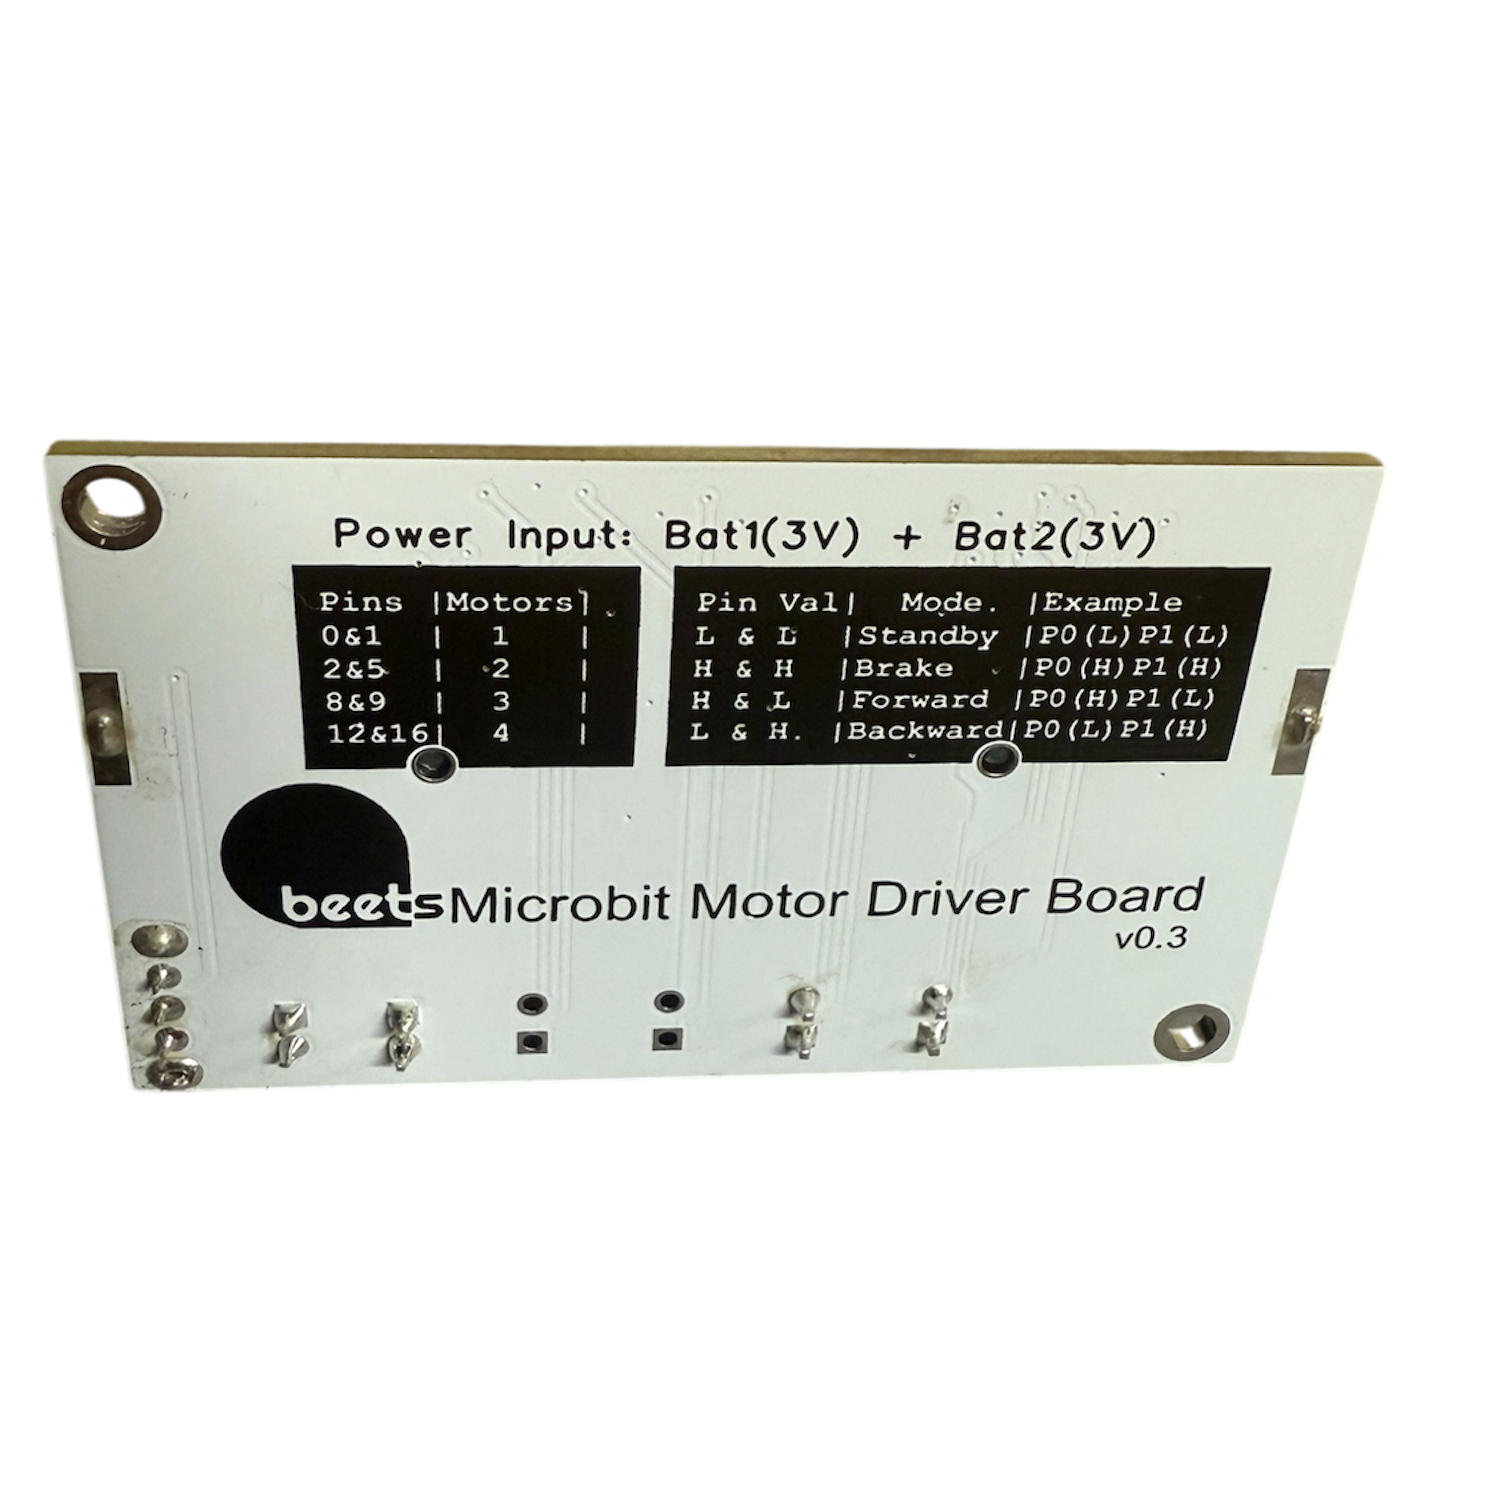 Power Input: Bat1(3V) + Bat2(3V)
Pins |Motors|
0&1 | 1 |
2&5 | 2 |
8&9 | 3 |
12&16| 4 |
Pin Val| Mode. |Example
L & L |Standby |P0(L)P1(L)
H & H |Brake |P0(H)P1(H)
H & L |Forward |P0(H)P1(L)
L & H. |Backward|P0(L)P1(H)
beets Microbit Motor Driver Board
v0.3